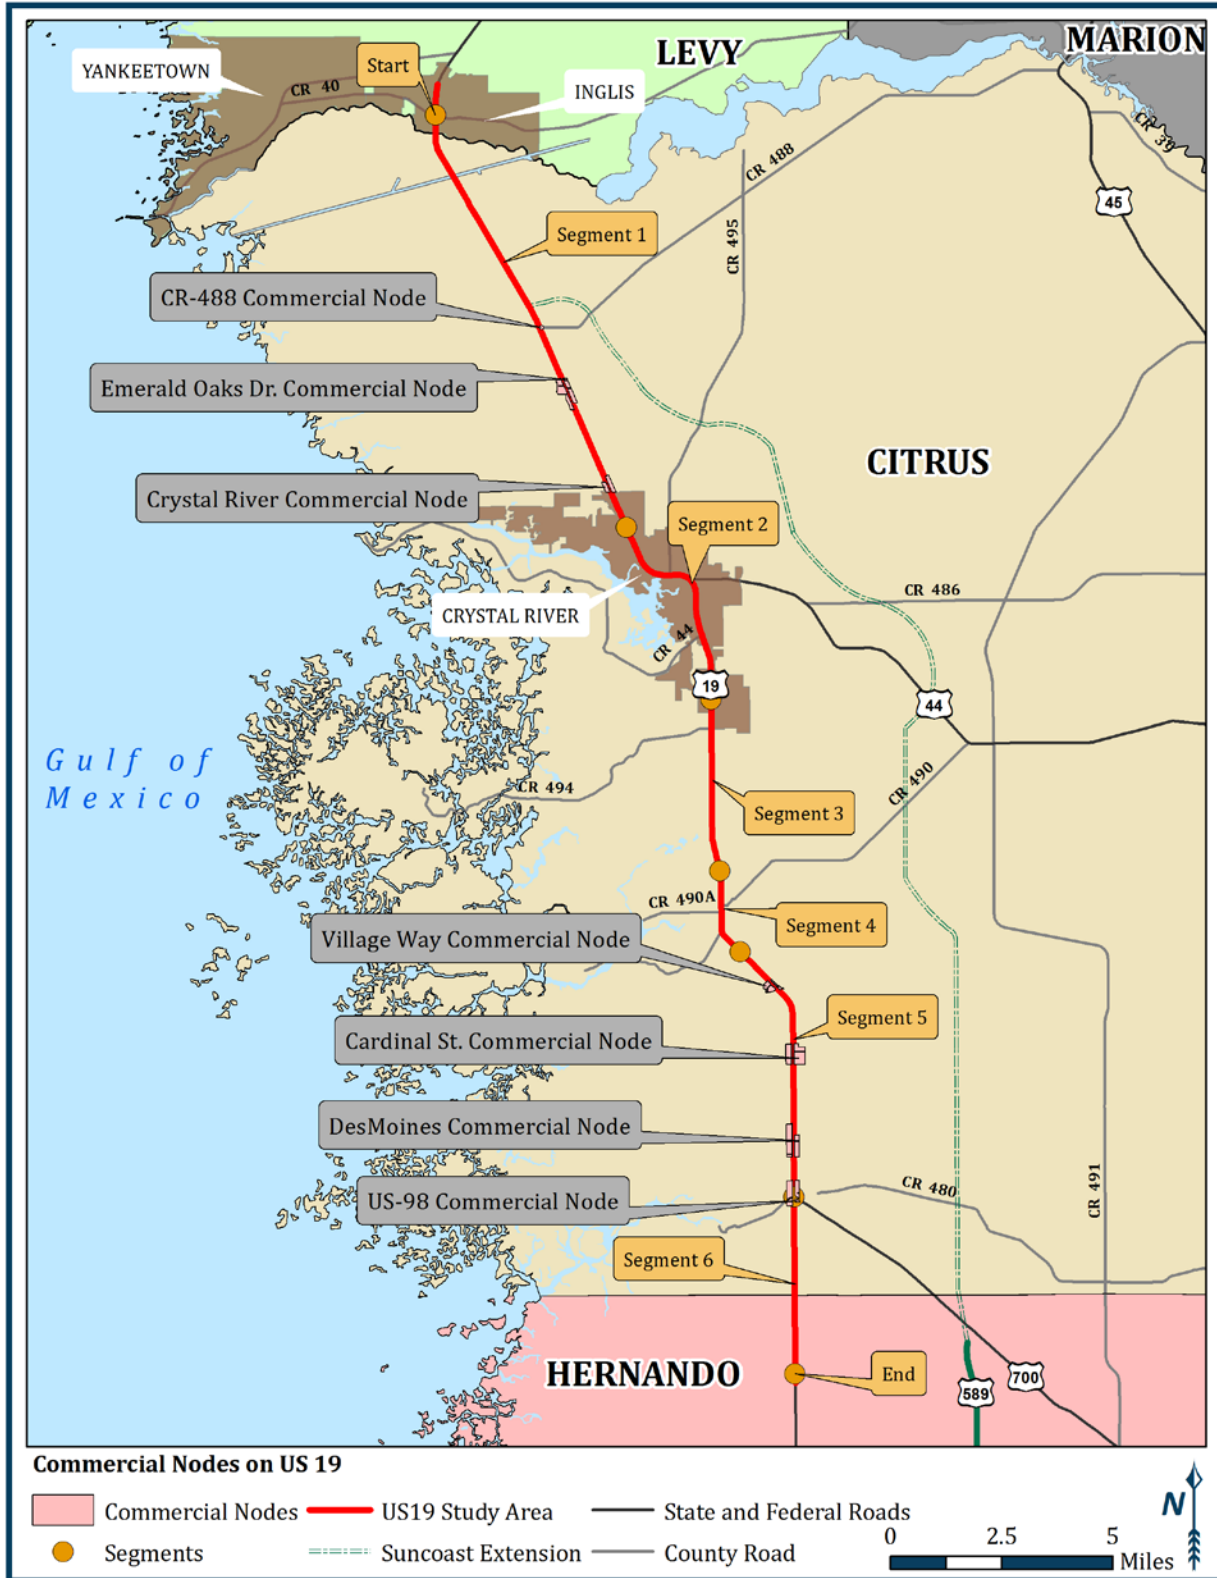 LEVY
MARION
YANKEETOWN
Start
CR 40
INGLIS
CR 39
CR 488
45
CR 495
Segment 1
CR-488 Commercial Node
Emerald Oaks Dr. Commercial Node
CITRUS
Crystal River Commercial Node
Segment 2
CR 486
CRYSTAL RIVER
CR 44
19
44
Gulf of
Mexico
CR 490
CR 494
Segment 3
CR 490A
Segment 4
Village Way Commercial Node
Segment 5
Cardinal St. Commercial Node
DesMoines Commercial Node
CR 491
CR 480
US-98 Commercial Node
Segment 6
HERNANDO
End
700
589
Commercial Nodes on US 19
Commercial Nodes
US19 Study Area
State and Federal Roads
Segments
Suncoast Extension
County Road
0 2.5 5
Miles
N